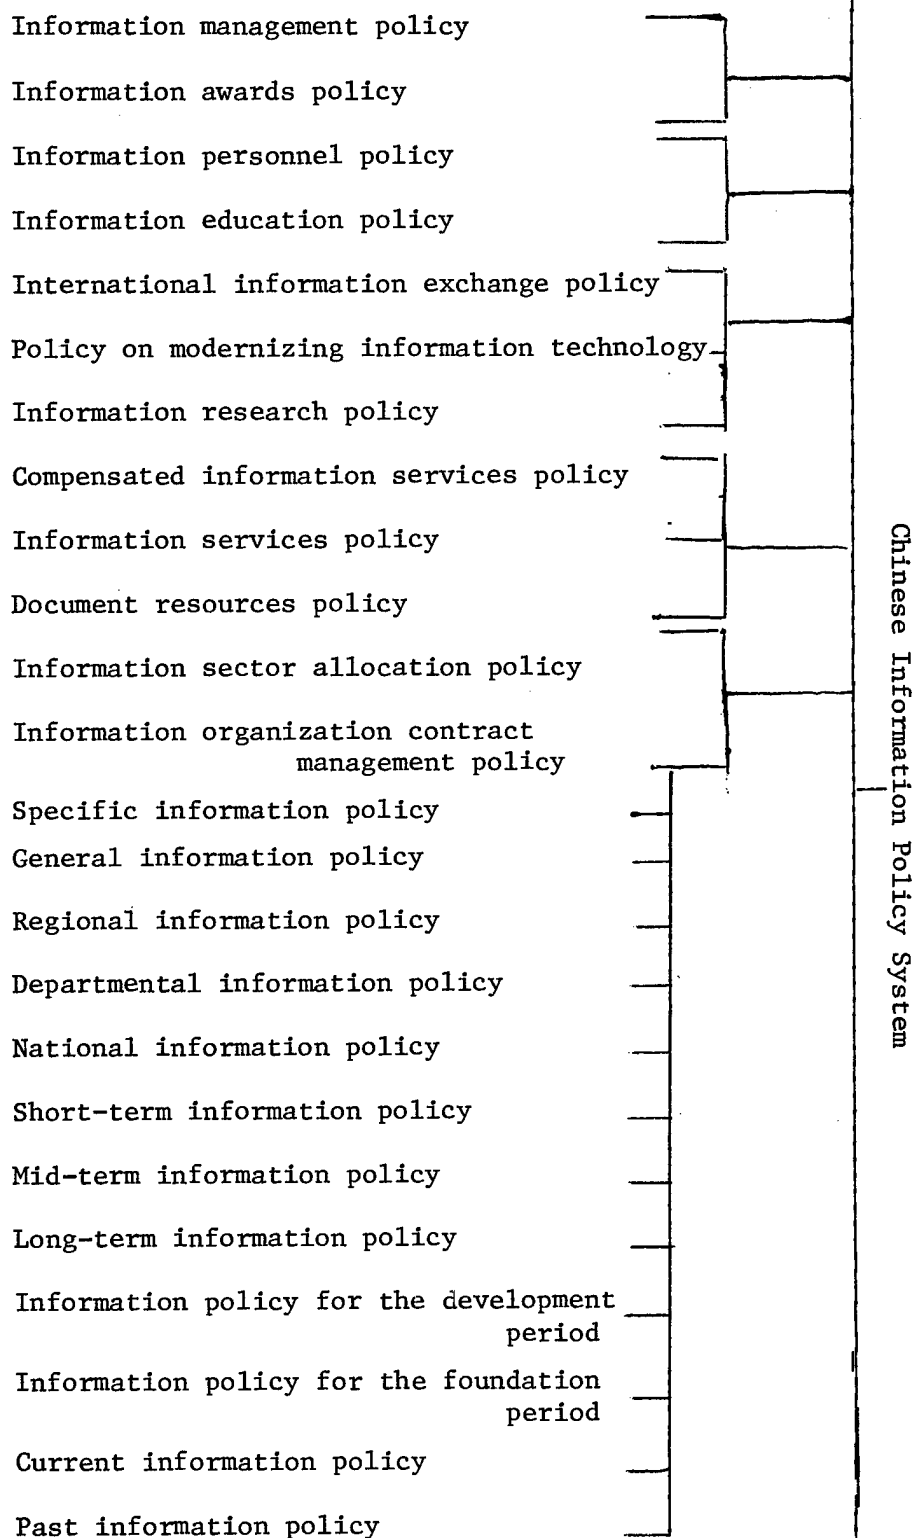 Information management policy
Information awards policy
Information personnel policy
Information education policy
International information exchange policy
Policy on modernizing information technology
Information research policy
Compensated information services policy
Information services policy
Document resources policy
Information sector allocation policy
Information organization contract
management policy
Specific information policy
General information policy
Regional information policy
Departmental information policy
National information policy
Short-term information policy
Mid-term information policy
Long-term information policy
Information policy for the development
period
Information policy for the foundation
period
Current information policy
Past information policy
Chinese Information Policy System